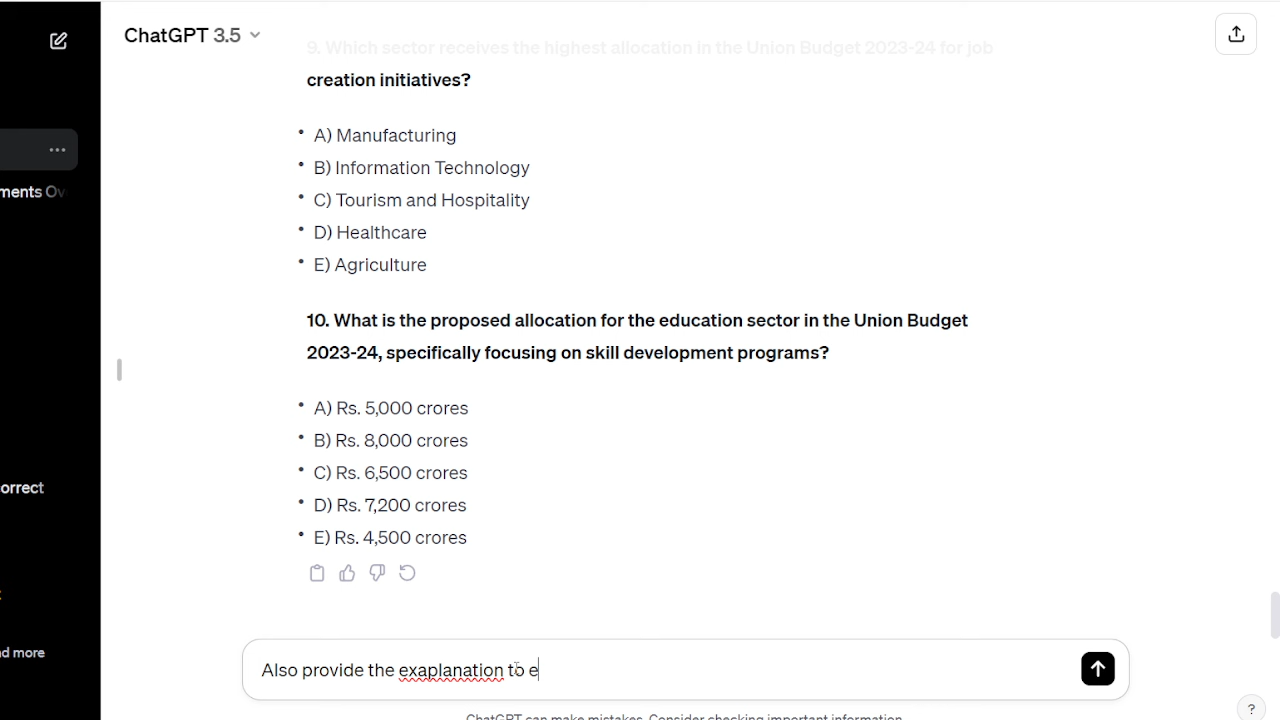 ChatGPT 3.5
9. Which sector receives the highest allocation in the Union Budget 2023-24 for job
creation initiatives?
ments Ov
A) Manufacturing
B) Information Technology
C) Tourism and Hospitality
D) Healthcare
E) Agriculture
10. What is the proposed allocation for the education sector in the Union Budget
2023-24, specifically focusing on skill development programs?
A) Rs. 5,000 crores
B) Rs. 8,000 crores
C) Rs. 6,500 crores
orrect
D) Rs. 7,200 crores
E) Rs. 4,500 crores
d more
Also provide the exaplanation to e
ChatGPT can make mistakes. Consider checking important information.
?